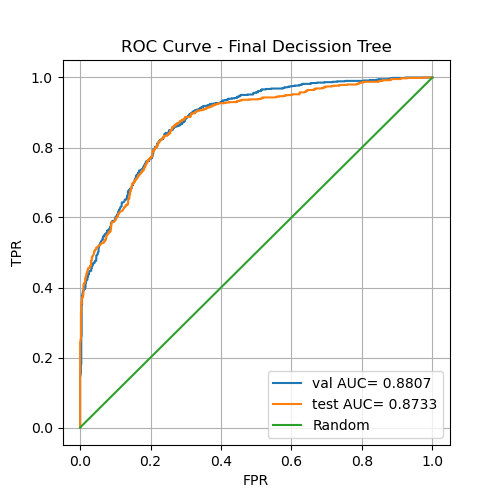 ROC Curve - Final Decission Tree
TPR
1.0
0.8
0.6
0.4
0.2
0.0
val AUC= 0.8807
test AUC= 0.8733
Random
0.0 0.2 0.4 0.6 0.8 1.0
FPR